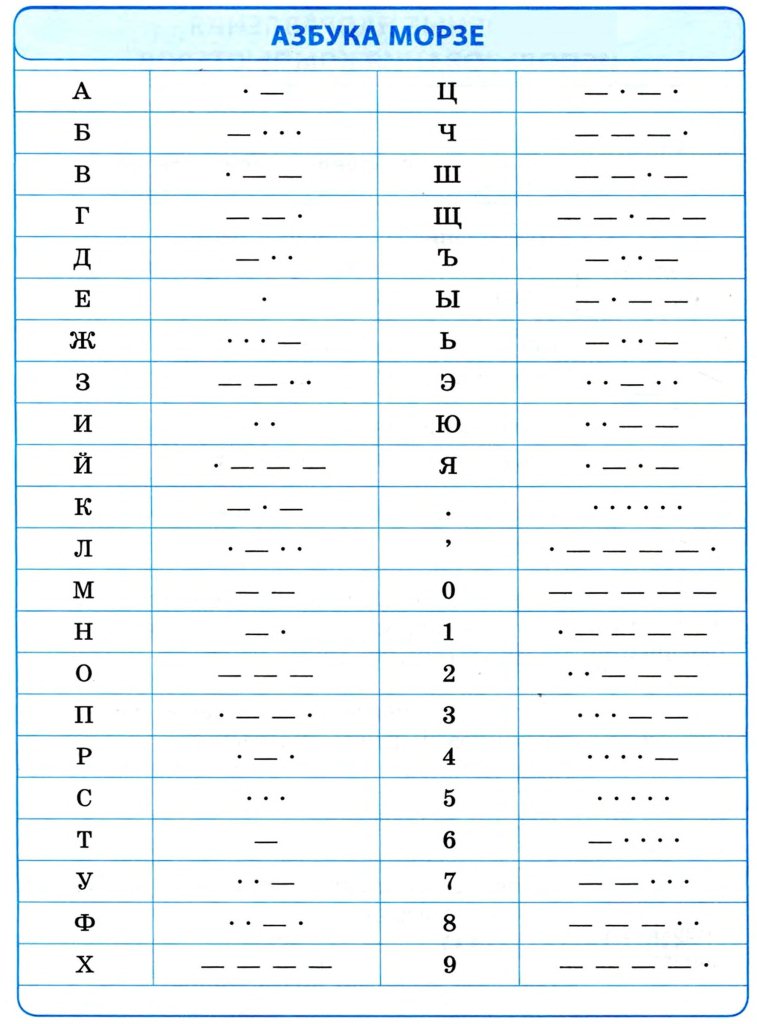 АЗБУКА МОРЗЕ
А · — Ц — · — ·
Б — · · · Ч — — — ·
В · — — Ш — — · —
Г — — · Щ — — · — —
Д — · · Ъ — · · —
Е · Ы — · — —
Ж · · · — Ь — · · —
З — — · · Э · · — · ·
И · · Ю · · — —
Й · — — — Я · — · —
К — · — . · · · · · ·
Л · — · · ’ · — — — — ·
М — — 0 — — — — —
Н — · 1 · — — — —
О — — — 2 · · — — —
П · — — · 3 · · · — —
Р · — · 4 · · · · —
С · · · 5 · · · · ·
Т — 6 — · · · ·
У · · — 7 — — · · ·
Ф · · — · 8 — — — · ·
Х — — — — 9 — — — — ·